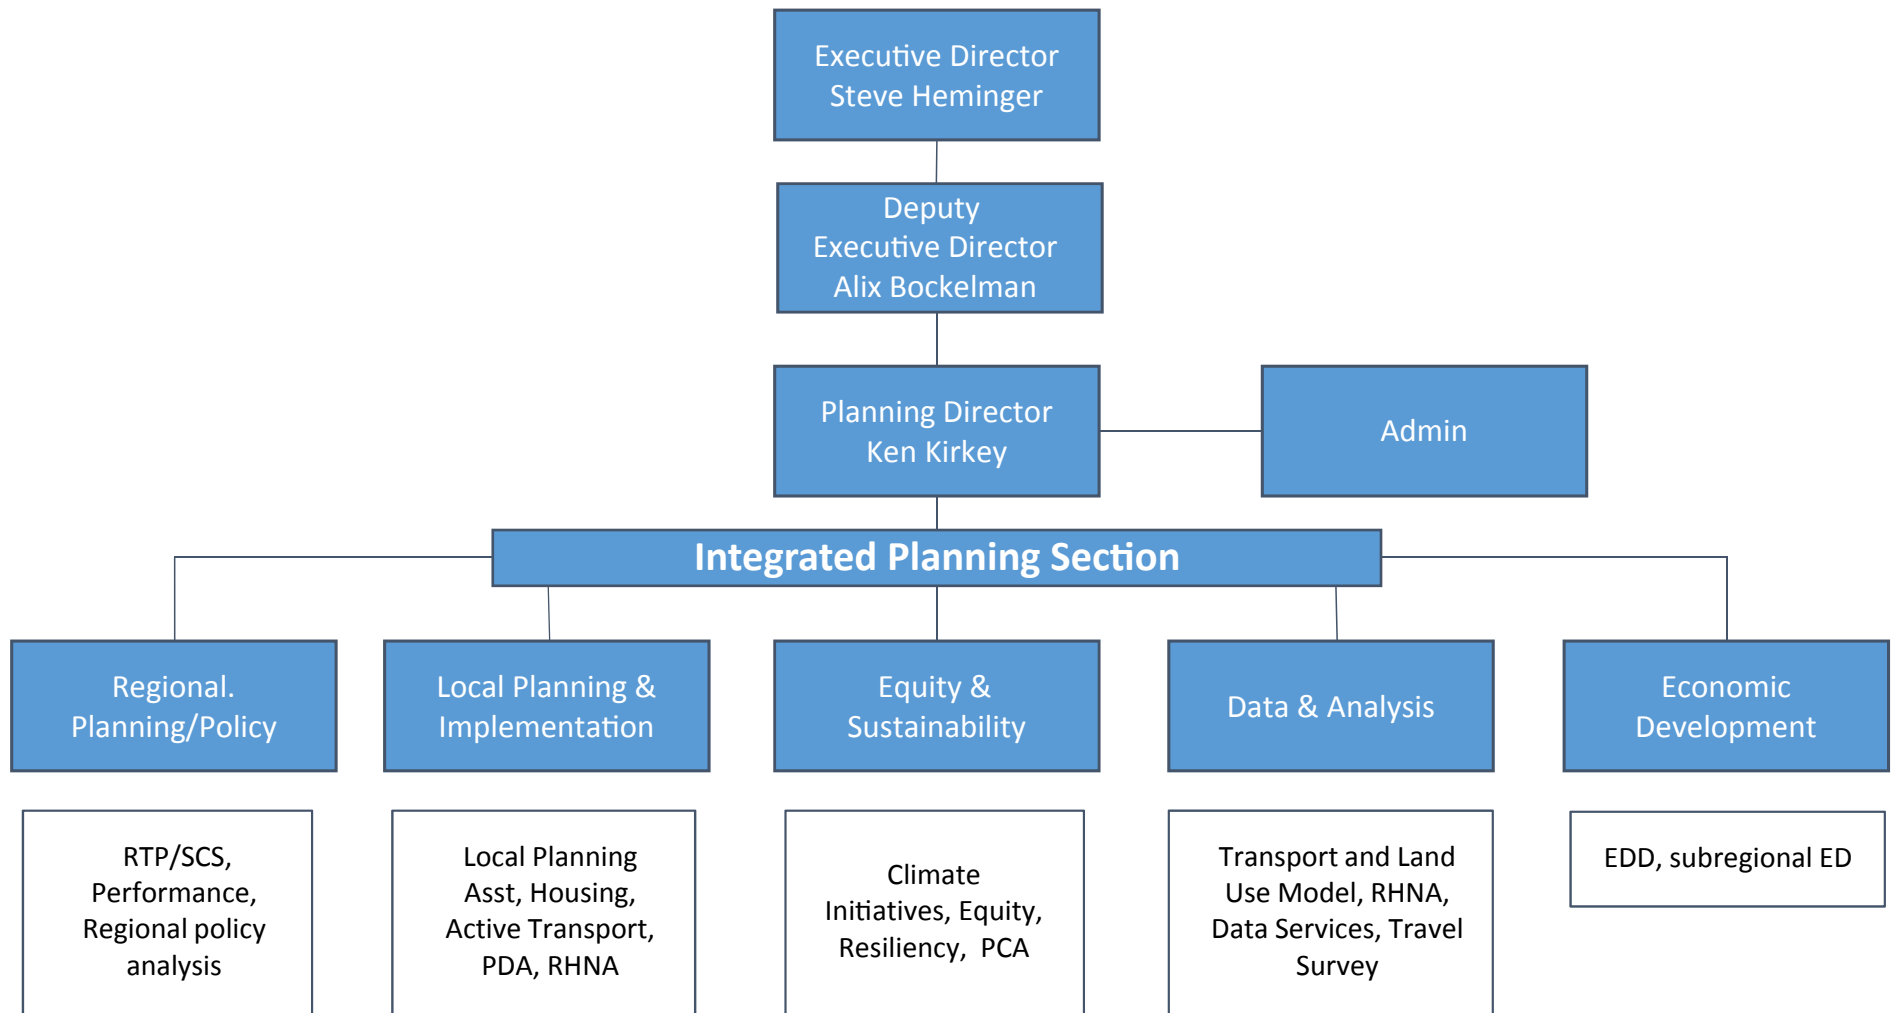 Executive Director
Steve Heminger
Deputy
Executive Director
Alix Bockelman
Planning Director
Ken Kirkey
Admin
Integrated Planning Section
Regional.
Planning/Policy
Local Planning &
Implementation
Equity &
Sustainability
Data & Analysis
Economic
Development
RTP/SCS,
Performance,
Regional policy
analysis
Local Planning
Asst, Housing,
Active Transport,
PDA, RHNA
Climate
Initiatives, Equity,
Resiliency, PCA
Transport and Land
Use Model, RHNA,
Data Services, Travel
Survey
EDD, subregional ED